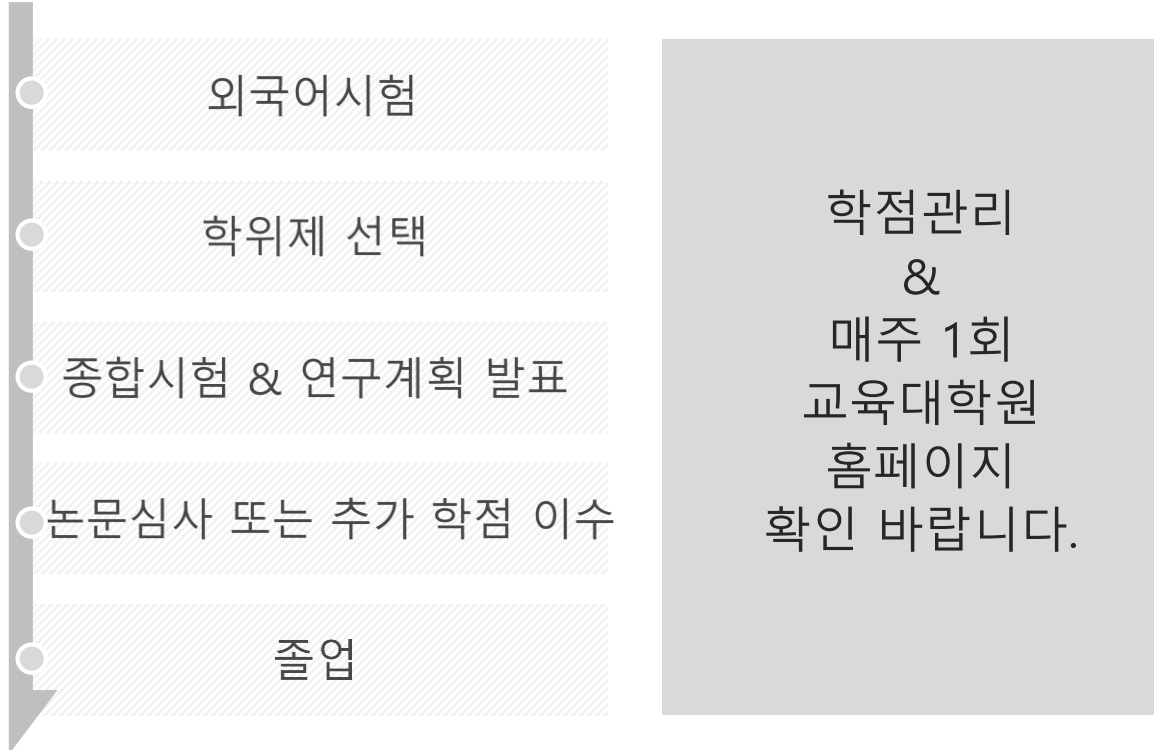 외국어시험
학위제 선택
종합시험 & 연구계획 발표
논문심사 또는 추가 학점 이수
졸업
학점관리
&
매주 1회
교육대학원
홈페이지
확인 바랍니다.